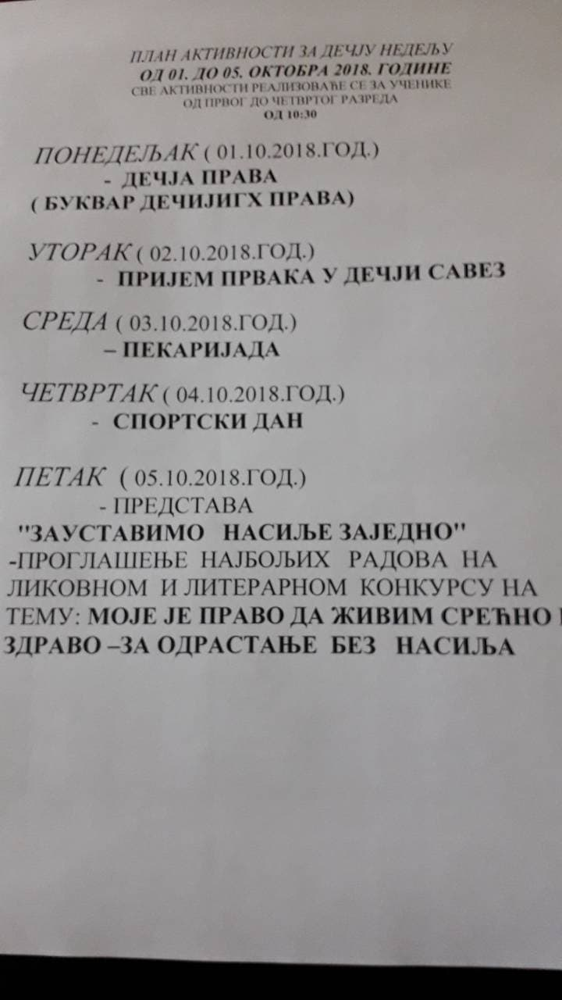 ПЛАН АКТИВНОСТИ ЗА ДЕЧЈУ НЕДЕЉУ
ОД 01. ДО 05. ОКТОБРА 2018. ГОДИНЕ
СВЕ АКТИВНОСТИ РЕАЛИЗОВАЋЕ СЕ ЗА УЧЕНИКЕ
ОД ПРВОГ ДО ЧЕТВРТОГ РАЗРЕДА
ОД 10:30
ПОНЕДЕЉАК ( 01.10.2018.ГОД.)
- ДЕЧЈА ПРАВА
( БУКВАР ДЕЧИЈИГХ ПРАВА)
УТОРАК ( 02.10.2018.ГОД.)
- ПРИЈЕМ ПРВАКА У ДЕЧЈИ САВЕЗ
СРЕДА ( 03.10.2018.ГОД.)
– ПЕКАРИЈАДА
ЧЕТВРТАК ( 04.10.2018.ГОД.)
- СПОРТСКИ ДАН
ПЕТАК ( 05.10.2018.ГОД.)
- ПРЕДСТАВА
"ЗАУСТАВИМО НАСИЉЕ ЗАЈЕДНО"
-ПРОГЛАШЕЊЕ НАЈБОЉИХ РАДОВА НА
ЛИКОВНОМ И ЛИТЕРАРНОМ КОНКУРСУ НА
ТЕМУ: МОЈЕ ЈЕ ПРАВО ДА ЖИВИМ СРЕЋНО
ЗДРАВО –ЗА ОДРАСТАЊЕ БЕЗ НАСИЉА